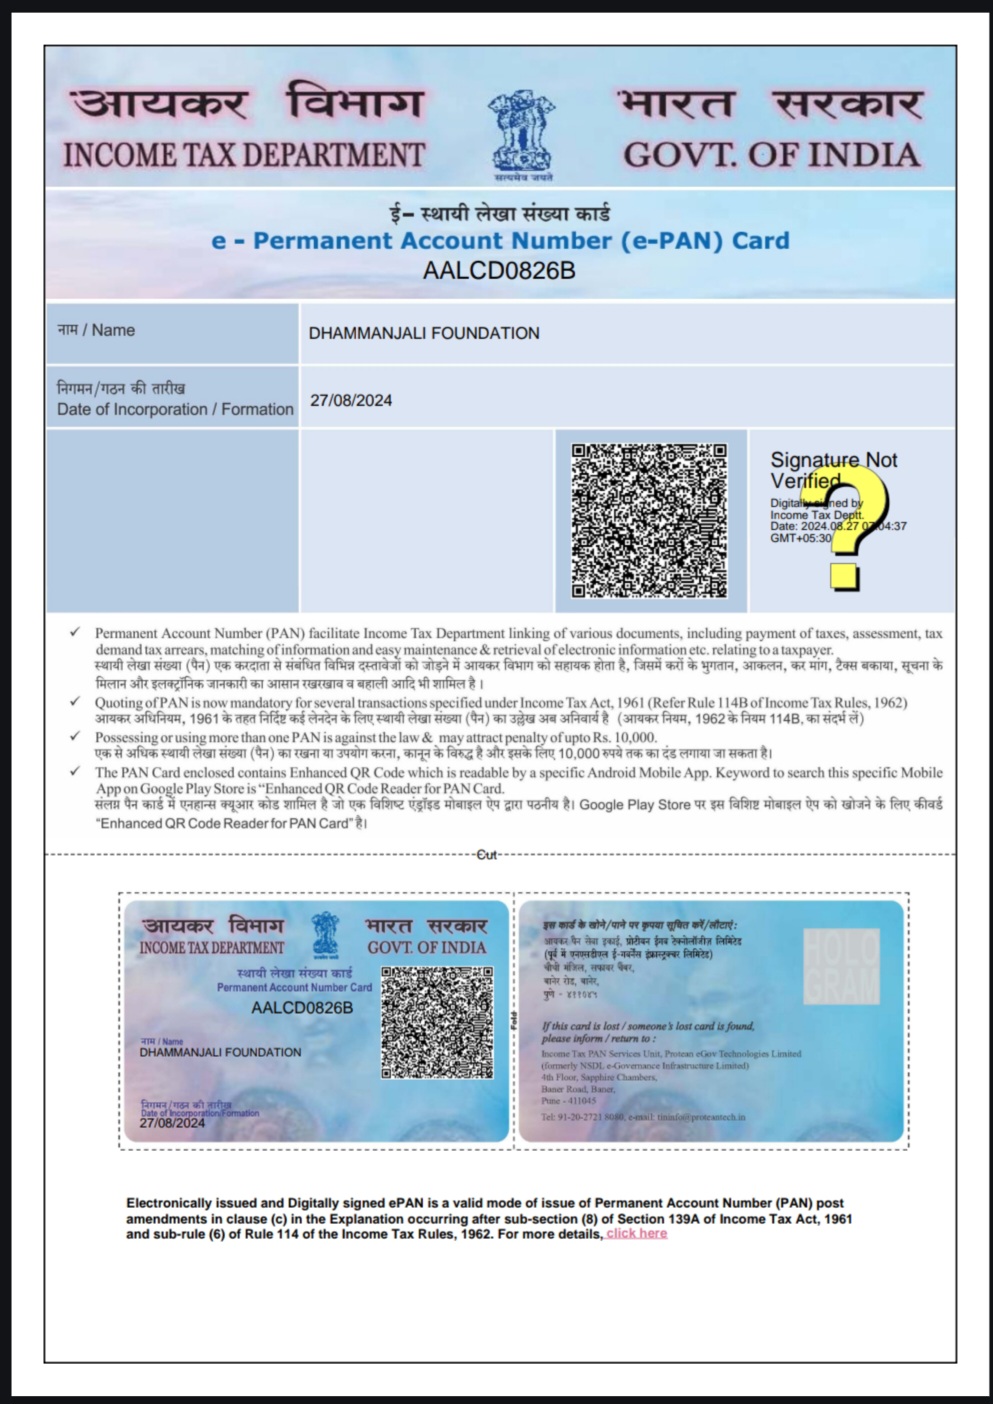 आयकर विभाग
INCOME TAX DEPARTMENT
सत्यमेव जयते
भारत सरकार
GOVT. OF INDIA
ई– स्थायी लेखा संख्या कार्ड
e - Permanent Account Number (e-PAN) Card
AALCD0826B
नाम / Name
DHAMMANJALI FOUNDATION
निगमन/गठन की तारीख
Date of Incorporation / Formation
27/08/2024
Signature Not
Verified
Digitally signed by
Income Tax Deptt.
Date: 2024.08.27 07:04:37
GMT+05:30
✓ Permanent Account Number (PAN) facilitate Income Tax Department linking of various documents, including payment of taxes, assessment, tax
demand tax arrears, matching of information and easy maintenance & retrieval of electronic information etc. relating to a taxpayer.
स्थायी लेखा संख्या (पैन) एक करदाता से संबंधित विभिन्न दस्तावेजों को जोड़ने में आयकर विभाग को सहायक होता है, जिसमें करों के भुगतान, आकलन, कर मांग, टैक्स बकाया, सूचना के
मिलान और इलक्ट्रॉनिक जानकारी का आसान रखरखाव व बहाली आदि भी शामिल है ।
✓ Quoting of PAN is now mandatory for several transactions specified under Income Tax Act, 1961 (Refer Rule 114B of Income Tax Rules, 1962)
आयकर अधिनियम, 1961 के तहत निर्दिष्ट कई लेनदेन के लिए स्थायी लेखा संख्या (पैन) का उल्लेख अब अनिवार्य है (आयकर नियम, 1962 के नियम 114B, का संदर्भ लें)
✓ Possessing or using more than one PAN is against the law & may attract penalty of upto Rs. 10,000.
एक से अधिक स्थायी लेखा संख्या (पैन) का रखना या उपयोग करना, कानून के विरुद्ध है और इसके लिए 10,000 रुपये तक का दंड लगाया जा सकता है।
✓ The PAN Card enclosed contains Enhanced QR Code which is readable by a specific Android Mobile App. Keyword to search this specific Mobile
App on Google Play Store is “Enhanced QR Code Reader for PAN Card.
संलग्न पैन कार्ड में एनहान्स क्यूआर कोड शामिल है जो एक विशिष्ट एंड्रॉइड मोबाइल ऐप द्वारा पठनीय है। Google Play Store पर इस विशिष्ट मोबाइल ऐप को खोजने के लिए कीवर्ड
“Enhanced QR Code Reader for PAN Card” है।
Cut
आयकर विभाग
INCOME TAX DEPARTMENT
भारत सरकार
GOVT. OF INDIA
स्थायी लेखा संख्या कार्ड
Permanent Account Number Card
AALCD0826B
नाम / Name
DHAMMANJALI FOUNDATION
निगमन/गठन की तारीख
Date of Incorporation/Formation
27/08/2024
Fold
इस कार्ड के खोने/पाने पर कृपया सूचित करें/लौटाएं:
आयकर पैन सेवा इकाई, प्रोटीयन ईगव टेक्नोलॉजीज़ लिमिटेड
(पूर्व में एनएसडीएल ई-गवर्नेंस इंफ्रास्ट्रक्चर लिमिटेड)
चौथी मंजिल, सफायर चेंबर,
बानेर रोड, बानेर,
पुणे - ४११०४५
HOLO
GRAM
If this card is lost / someone's lost card is found,
please inform / return to :
Income Tax PAN Services Unit, Protean eGov Technologies Limited
(formerly NSDL e-Governance Infrastructure Limited)
4th Floor, Sapphire Chambers,
Baner Road, Baner,
Pune - 411045
Tel: 91-20-2721 8080, e-mail: tininfo@proteantech.in
Electronically issued and Digitally signed ePAN is a valid mode of issue of Permanent Account Number (PAN) post
amendments in clause (c) in the Explanation occurring after sub-section (8) of Section 139A of Income Tax Act, 1961
and sub-rule (6) of Rule 114 of the Income Tax Rules, 1962. For more details, click here